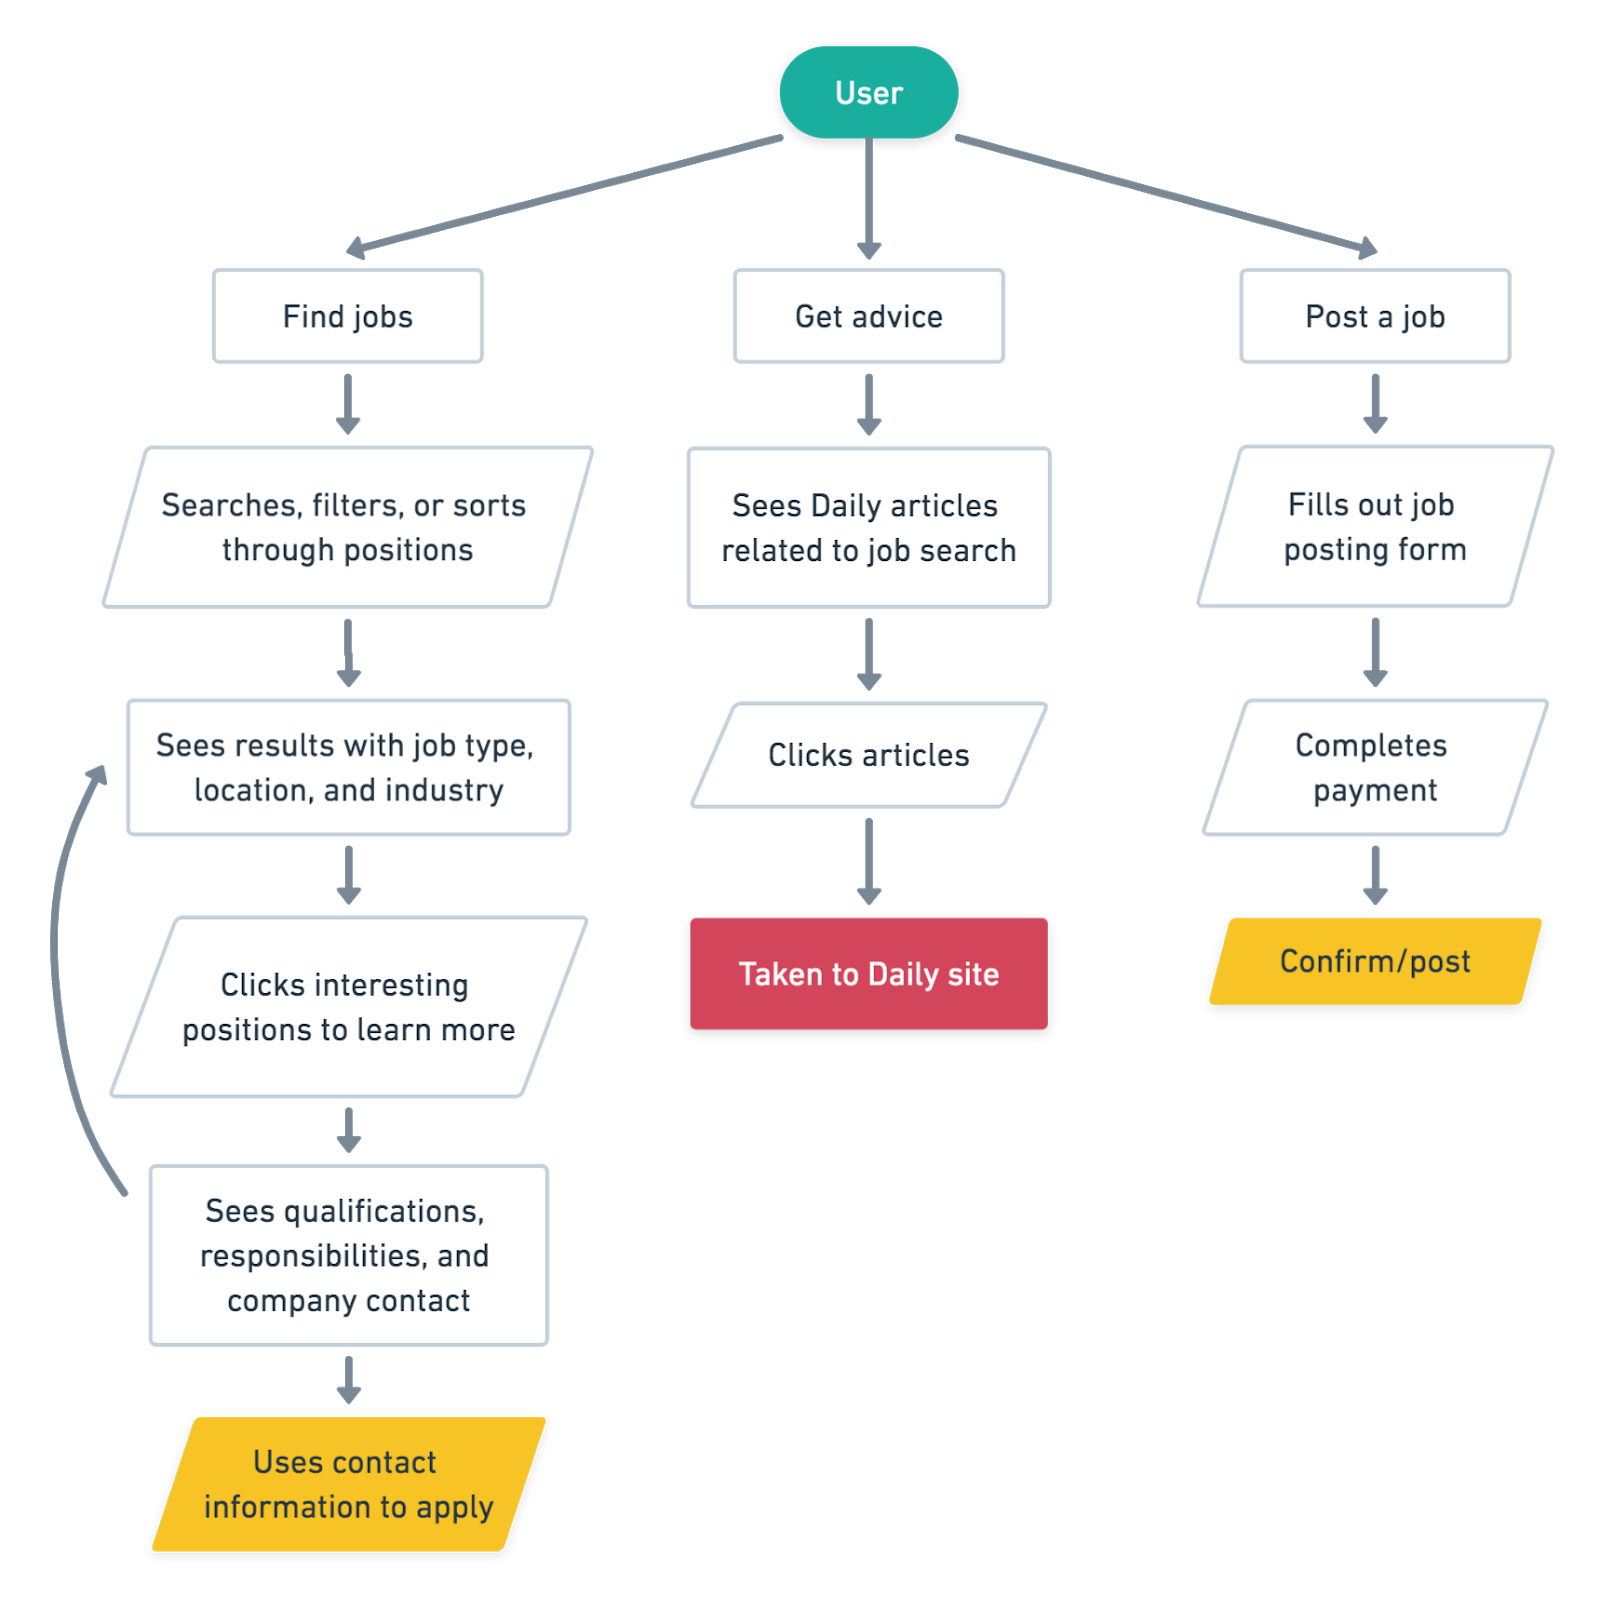 User
Find jobs
Get advice
Post a job
Searches, filters, or sorts
through positions
Sees Daily articles
related to job search
Fills out job
posting form
Sees results with job type,
location, and industry
Clicks articles
Completes
payment
Clicks interesting
positions to learn more
Taken to Daily site
Confirm/post
Sees qualifications,
responsibilities, and
company contact
Uses contact
information to apply